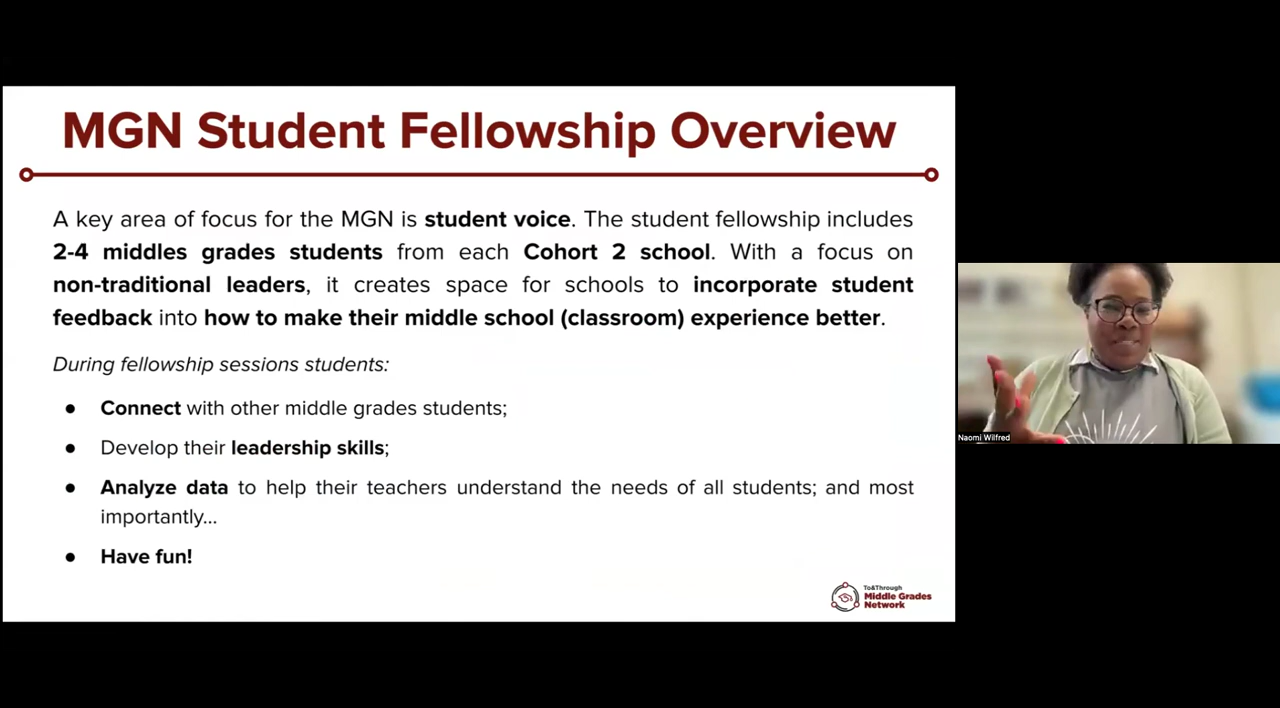 MGN Student Fellowship Overview
A key area of focus for the MGN is student voice. The student fellowship includes
2-4 middles grades students from each Cohort 2 school. With a focus on
non-traditional leaders, it creates space for schools to incorporate student
feedback into how to make their middle school (classroom) experience better.
During fellowship sessions students:
● Connect with other middle grades students;
● Develop their leadership skills;
● Analyze data to help their teachers understand the needs of all students; and most
importantly...
● Have fun!
To&Through
Middle Grades
Network
Naomi Wilfred